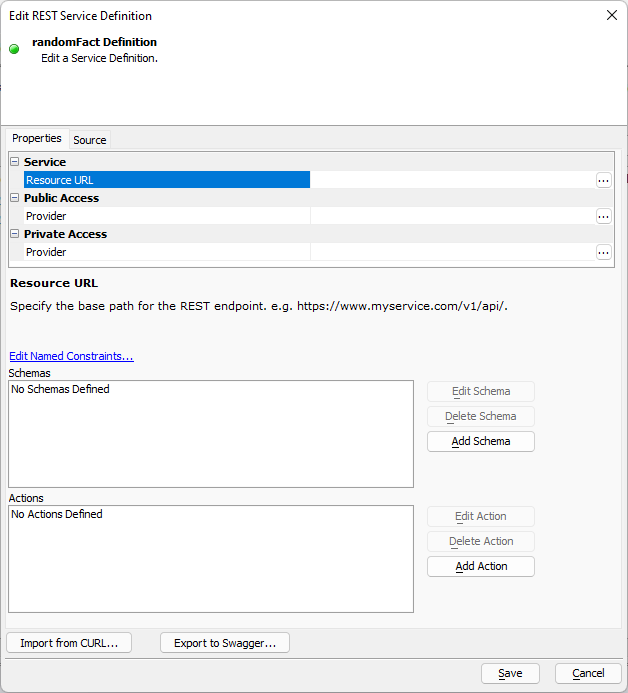 Edit REST Service Definition
randomFact Definition
Edit a Service Definition.
Properties
Source
Service
Resource URL
...
Public Access
Provider
...
Private Access
Provider
...
Resource URL
Specify the base path for the REST endpoint. e.g. https://www.myservice.com/v1/api/.
Edit Named Constraints...
Schemas
No Schemas Defined
Edit Schema
Delete Schema
Add Schema
Actions
No Actions Defined
Edit Action
Delete Action
Add Action
Import from CURL...
Export to Swagger...
Save
Cancel